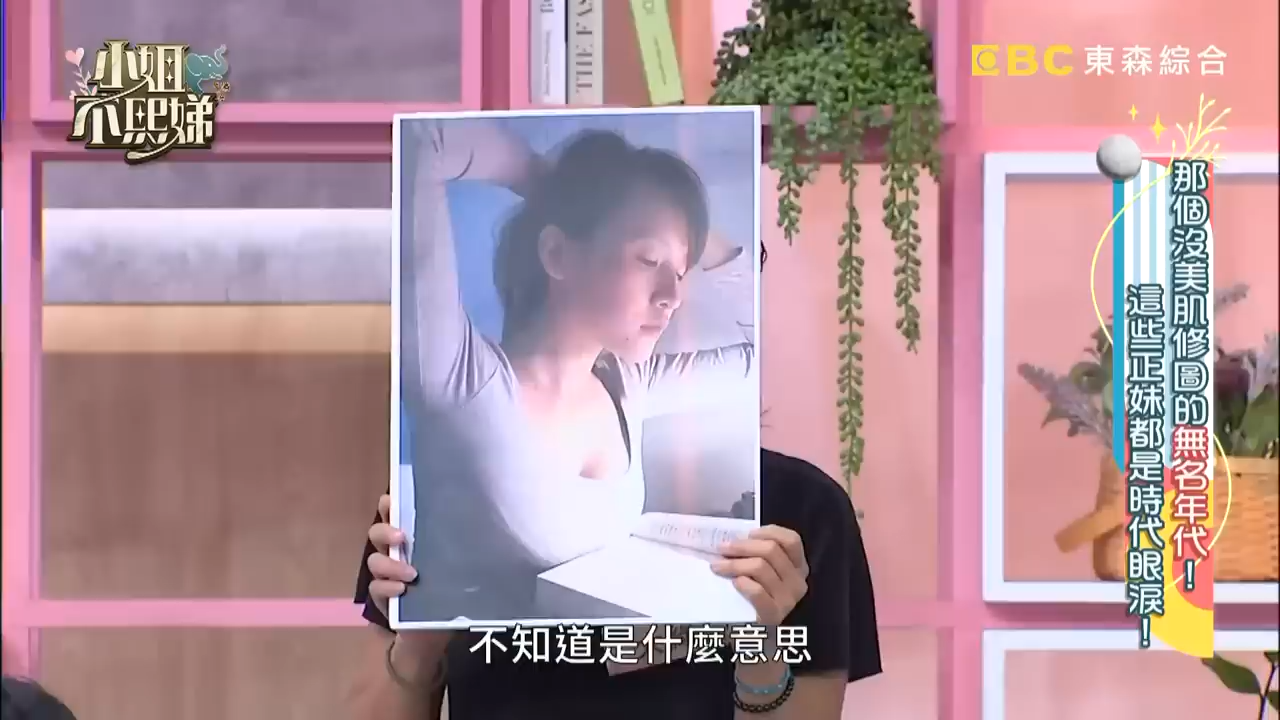 小姐
不熙娣
THE FAS
EBC 東森綜合
那個沒美肌修圖的無名年代！
這些正妹都是時代眼淚！
不知道是什麼意思